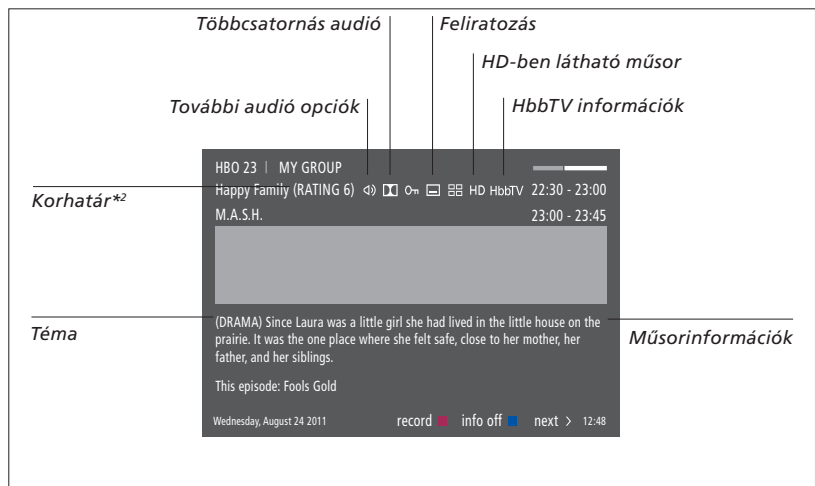 Többcsatornás audió
Feliratozás
HD-ben látható műsor
További audió opciók
HbbTV információk
HBO 23 | MY GROUP
Korhatár*2
Happy Family (RATING 6) HD HbbTV 22:30 - 23:00
M.A.S.H. 23:00 - 23:45
Téma
(DRAMA) Since Laura was a little girl she had lived in the little house on the
prairie. It was the one place where she felt safe, close to her mother, her
father, and her siblings.
Műsorinformációk
This episode: Fools Gold
Wednesday, August 24 2011 record info off next > 12:48